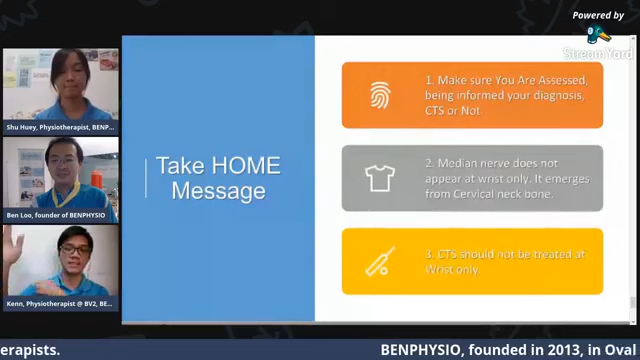 Powered by
StreamYard
Shu Huey, Physiotherapist, BENP...
Ben Loo, founder of BENPHYSIO
Kenn, Physiotherapist @ BV2, BE...
Take HOME
Message
1. Make sure You Are Assessed,
being informed your diagnosis,
CTS or Not.
2. Median nerve does not
appear at wrist only. It emerges
from Cervical neck bone.
3. CTS should not be treated at
Wrist only.
erapists.
BENPHYSIO, founded in 2013, in Oval